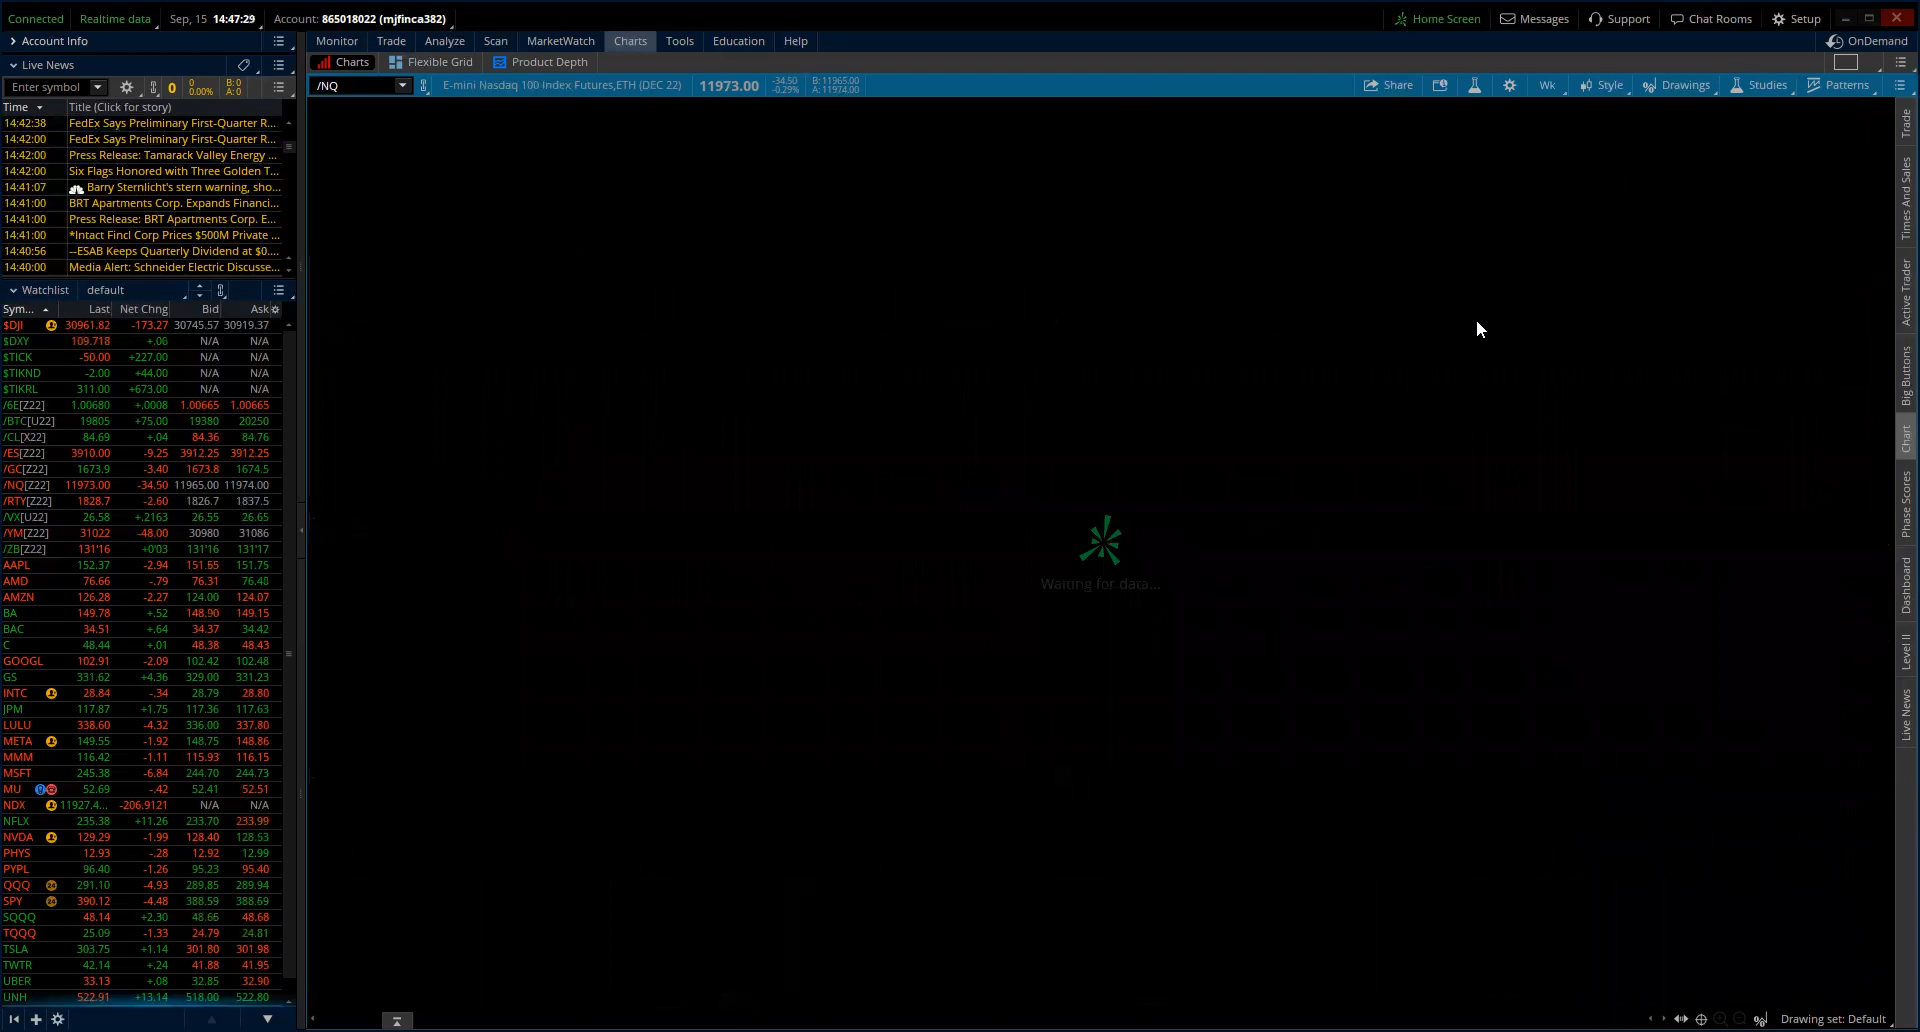 Connected Realtime data Sep, 15 14:47:29 Account: 865018022 (mjfinca382) Home Screen Messages Support Chat Rooms Setup
Account Info
Monitor Trade Analyze Scan MarketWatch Charts Tools Education Help OnDemand
Live News
Charts Flexible Grid Product Depth
Enter symbol 0 0 0.00% B: 0 A: 0
/NQ E-mini Nasdaq 100 Index Futures,ETH (DEC 22) 11973.00 -34.50 -0.29% B: 11965.00 A: 11974.00 Share Wk Style Drawings Studies Patterns
Time Title (Click for story)
14:42:38 FedEx Says Preliminary First-Quarter R...
14:42:00 FedEx Says Preliminary First-Quarter R...
14:42:00 Press Release: Tamarack Valley Energy ...
14:42:00 Six Flags Honored with Three Golden T...
14:41:07 Barry Sternlicht's stern warning, sho...
14:41:00 BRT Apartments Corp. Expands Financi...
14:41:00 Press Release: BRT Apartments Corp. E...
14:41:00 *Intact Fincl Corp Prices $500M Private ...
14:40:56 --ESAB Keeps Quarterly Dividend at $0....
14:40:00 Media Alert: Schneider Electric Discusse...
Watchlist default
Sym... Last Net Chng Bid Ask
$DJI 30961.82 -173.27 30745.57 30919.37
$DXY 109.718 +.06 N/A N/A
$TICK -50.00 +227.00 N/A N/A
$TIKND -2.00 +44.00 N/A N/A
$TIKRL 311.00 +673.00 N/A N/A
/6E[Z22] 1.00680 +.0008 1.00665 1.00665
/BTC[U22] 19805 +75.00 19380 20250
/CL[X22] 84.69 +.04 84.36 84.76
/ES[Z22] 3910.00 -9.25 3912.25 3912.25
/GC[Z22] 1673.9 -3.40 1673.8 1674.5
/NQ[Z22] 11973.00 -34.50 11965.00 11974.00
/RTY[Z22] 1828.7 -2.60 1826.7 1837.5
/VX[U22] 26.58 +.2163 26.55 26.65
/YM[Z22] 31022 -48.00 30980 31086
/ZB[Z22] 131'16 +0'03 131'16 131'17
AAPL 152.37 -2.94 151.55 151.75
AMD 76.66 -.79 76.31 76.40
AMZN 126.28 -2.27 124.00 124.07
BA 149.78 +.52 148.90 149.15
BAC 34.51 +.64 34.37 34.42
C 48.44 +.01 48.38 48.43
GOOGL 102.91 -2.09 102.42 102.48
GS 331.62 +4.36 329.00 331.23
INTC 28.84 -.34 28.79 28.80
JPM 117.87 +1.75 117.36 117.63
LULU 338.60 -4.32 336.00 337.80
META 149.55 -1.92 148.75 148.86
MMM 116.42 -1.11 115.93 116.15
MSFT 245.38 -6.84 244.70 244.73
MU 52.69 -.42 52.41 52.51
NDX 11927.4... -206.9121 N/A N/A
NFLX 235.38 +11.26 233.70 233.99
NVDA 129.29 -1.99 128.40 128.53
PHYS 12.93 -.28 12.92 12.99
PYPL 96.40 -1.26 95.23 95.40
QQQ 24 291.10 -4.93 289.85 289.94
SPY 24 390.12 -4.48 388.59 388.69
SQQQ 48.14 +2.30 48.66 48.68
TQQQ 25.09 -1.33 24.79 24.81
TSLA 303.75 +1.14 301.80 301.98
TWTR 42.14 +.24 41.88 41.95
UBER 33.13 +.08 32.85 32.90
UNH 522.91 +13.14 518.00 522.80
Waiting for data...
Trade
Times And Sales
Active Trader
Big Buttons
Chart
Phase Scores
Dashboard
Level II
Live News
Drawing set: Default